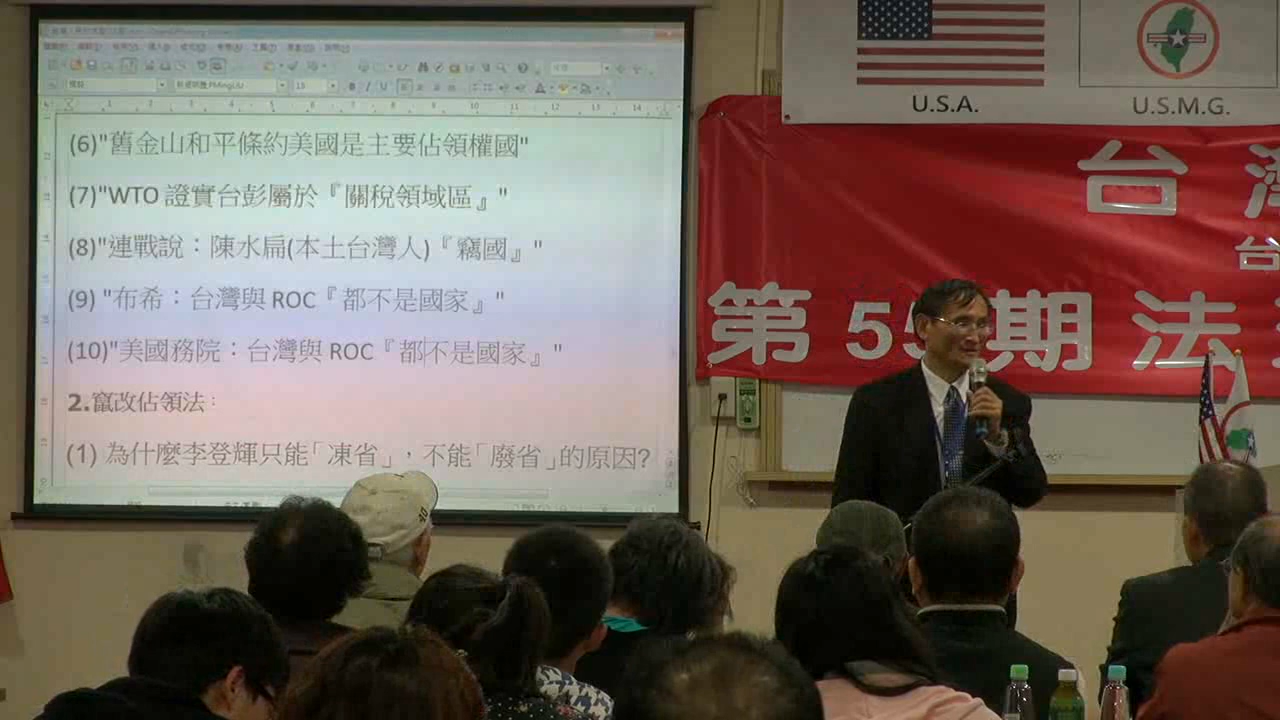 (6)"舊金山和平條約美國是主要佔領權國"
(7)"WTO 證實台彭屬於『關稅領域區』"
(8)"連戰說：陳水扁(本土台灣人)『竊國』"
(9) "布希：台灣與 ROC『都不是國家』"
(10)"美國務院：台灣與 ROC『都不是國家』"
2.竄改佔領法：
(1) 為什麼李登輝只能「凍省」，不能「廢省」的原因?
U.S.A.
U.S.M.G.
台灣
台
第 55 期 法